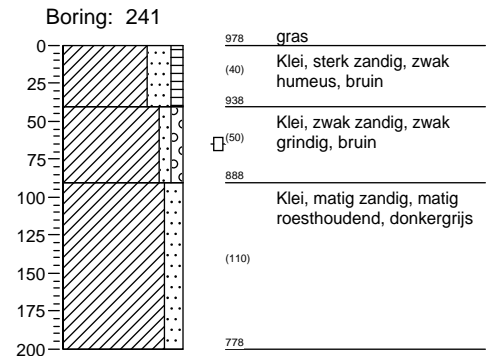 Boring: 241
978 gras
0
(40) Klei, sterk zandig, zwak
humeus, bruin
25
938
50
(50) Klei, zwak zandig, zwak
grindig, bruin
75
888
100
Klei, matig zandig, matig
roesthoudend, donkergrijs
125
(110)
150
175
200
778